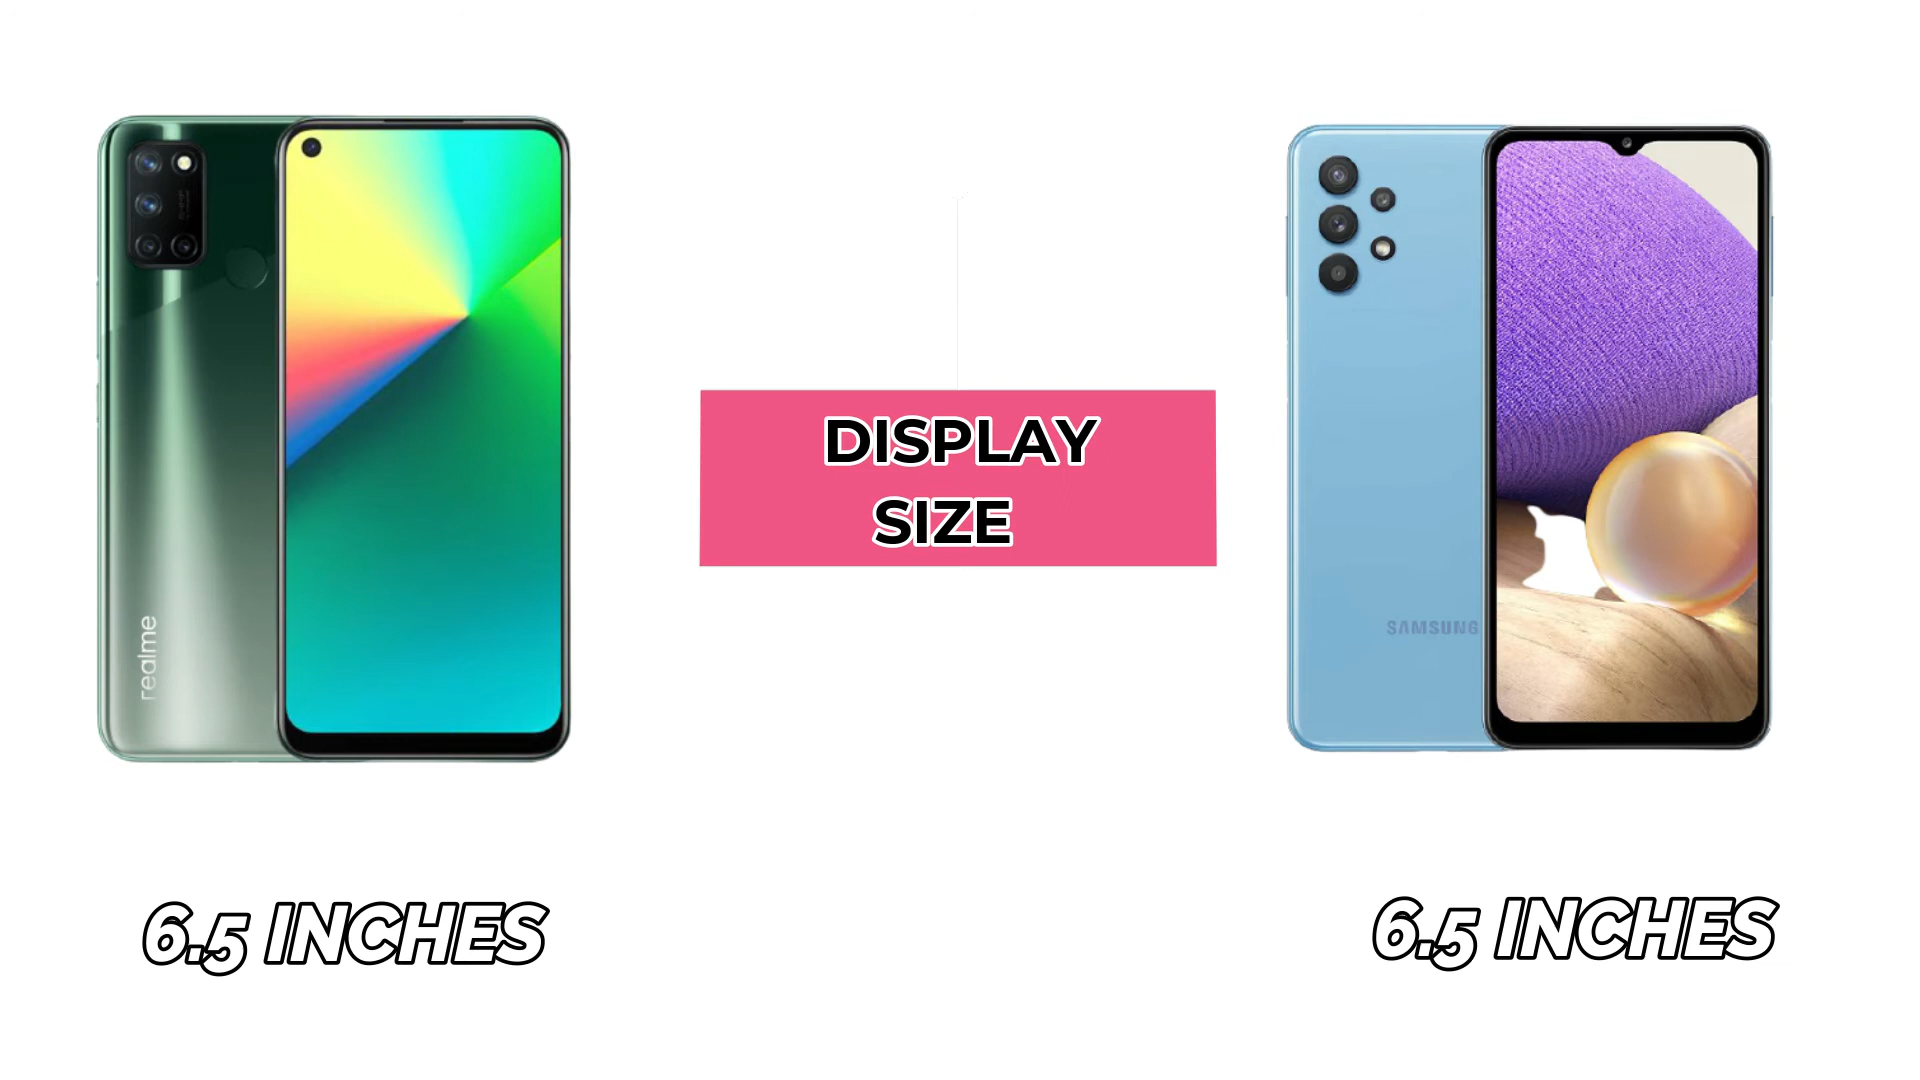 realme
DISPLAY
SIZE
SAMSUNG
6.5 INCHES
6.5 INCHES